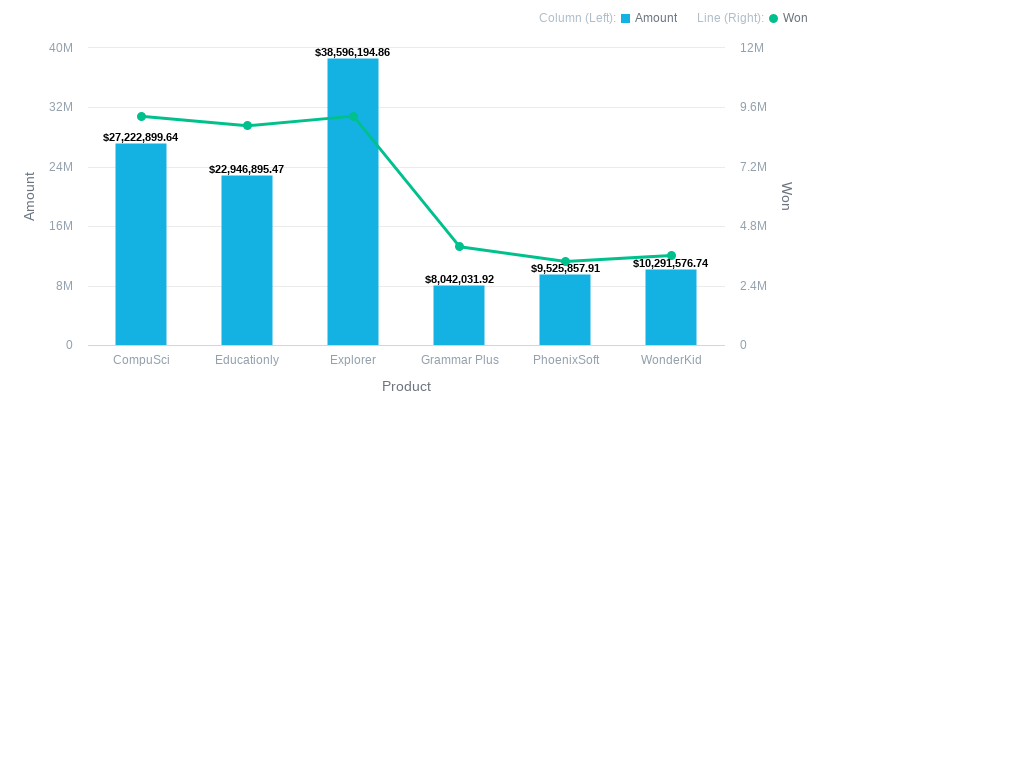 Column (Left): Amount Line (Right): Won
40M
32M
24M
16M
8M
0
Amount
$27,222,899.64
$22,946,895.47
$38,596,194.86
$8,042,031.92
$9,525,857.91
$10,291,576.74
12M
9.6M
7.2M
4.8M
2.4M
0
Won
CompuSci Educationly Explorer Grammar Plus PhoenixSoft WonderKid
Product